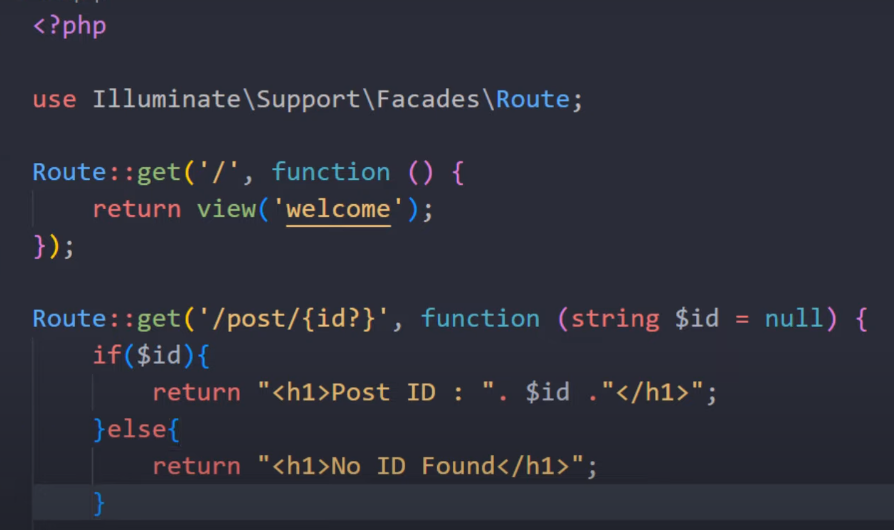 <?php
use Illuminate\Support\Facades\Route;
Route::get('/', function () {
    return view('welcome');
});
Route::get('/post/{id?}', function (string $id = null) {
    if($id){
        return "<h1>Post ID : ". $id ."</h1>";
    }else{
        return "<h1>No ID Found</h1>";
    }